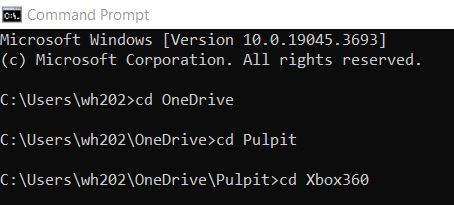 Command Prompt
Microsoft Windows [Version 10.0.19045.3693]
(c) Microsoft Corporation. All rights reserved.
C:\Users\wh202>cd OneDrive
C:\Users\wh202\OneDrive>cd Pulpit
C:\Users\wh202\OneDrive\Pulpit>cd Xbox360